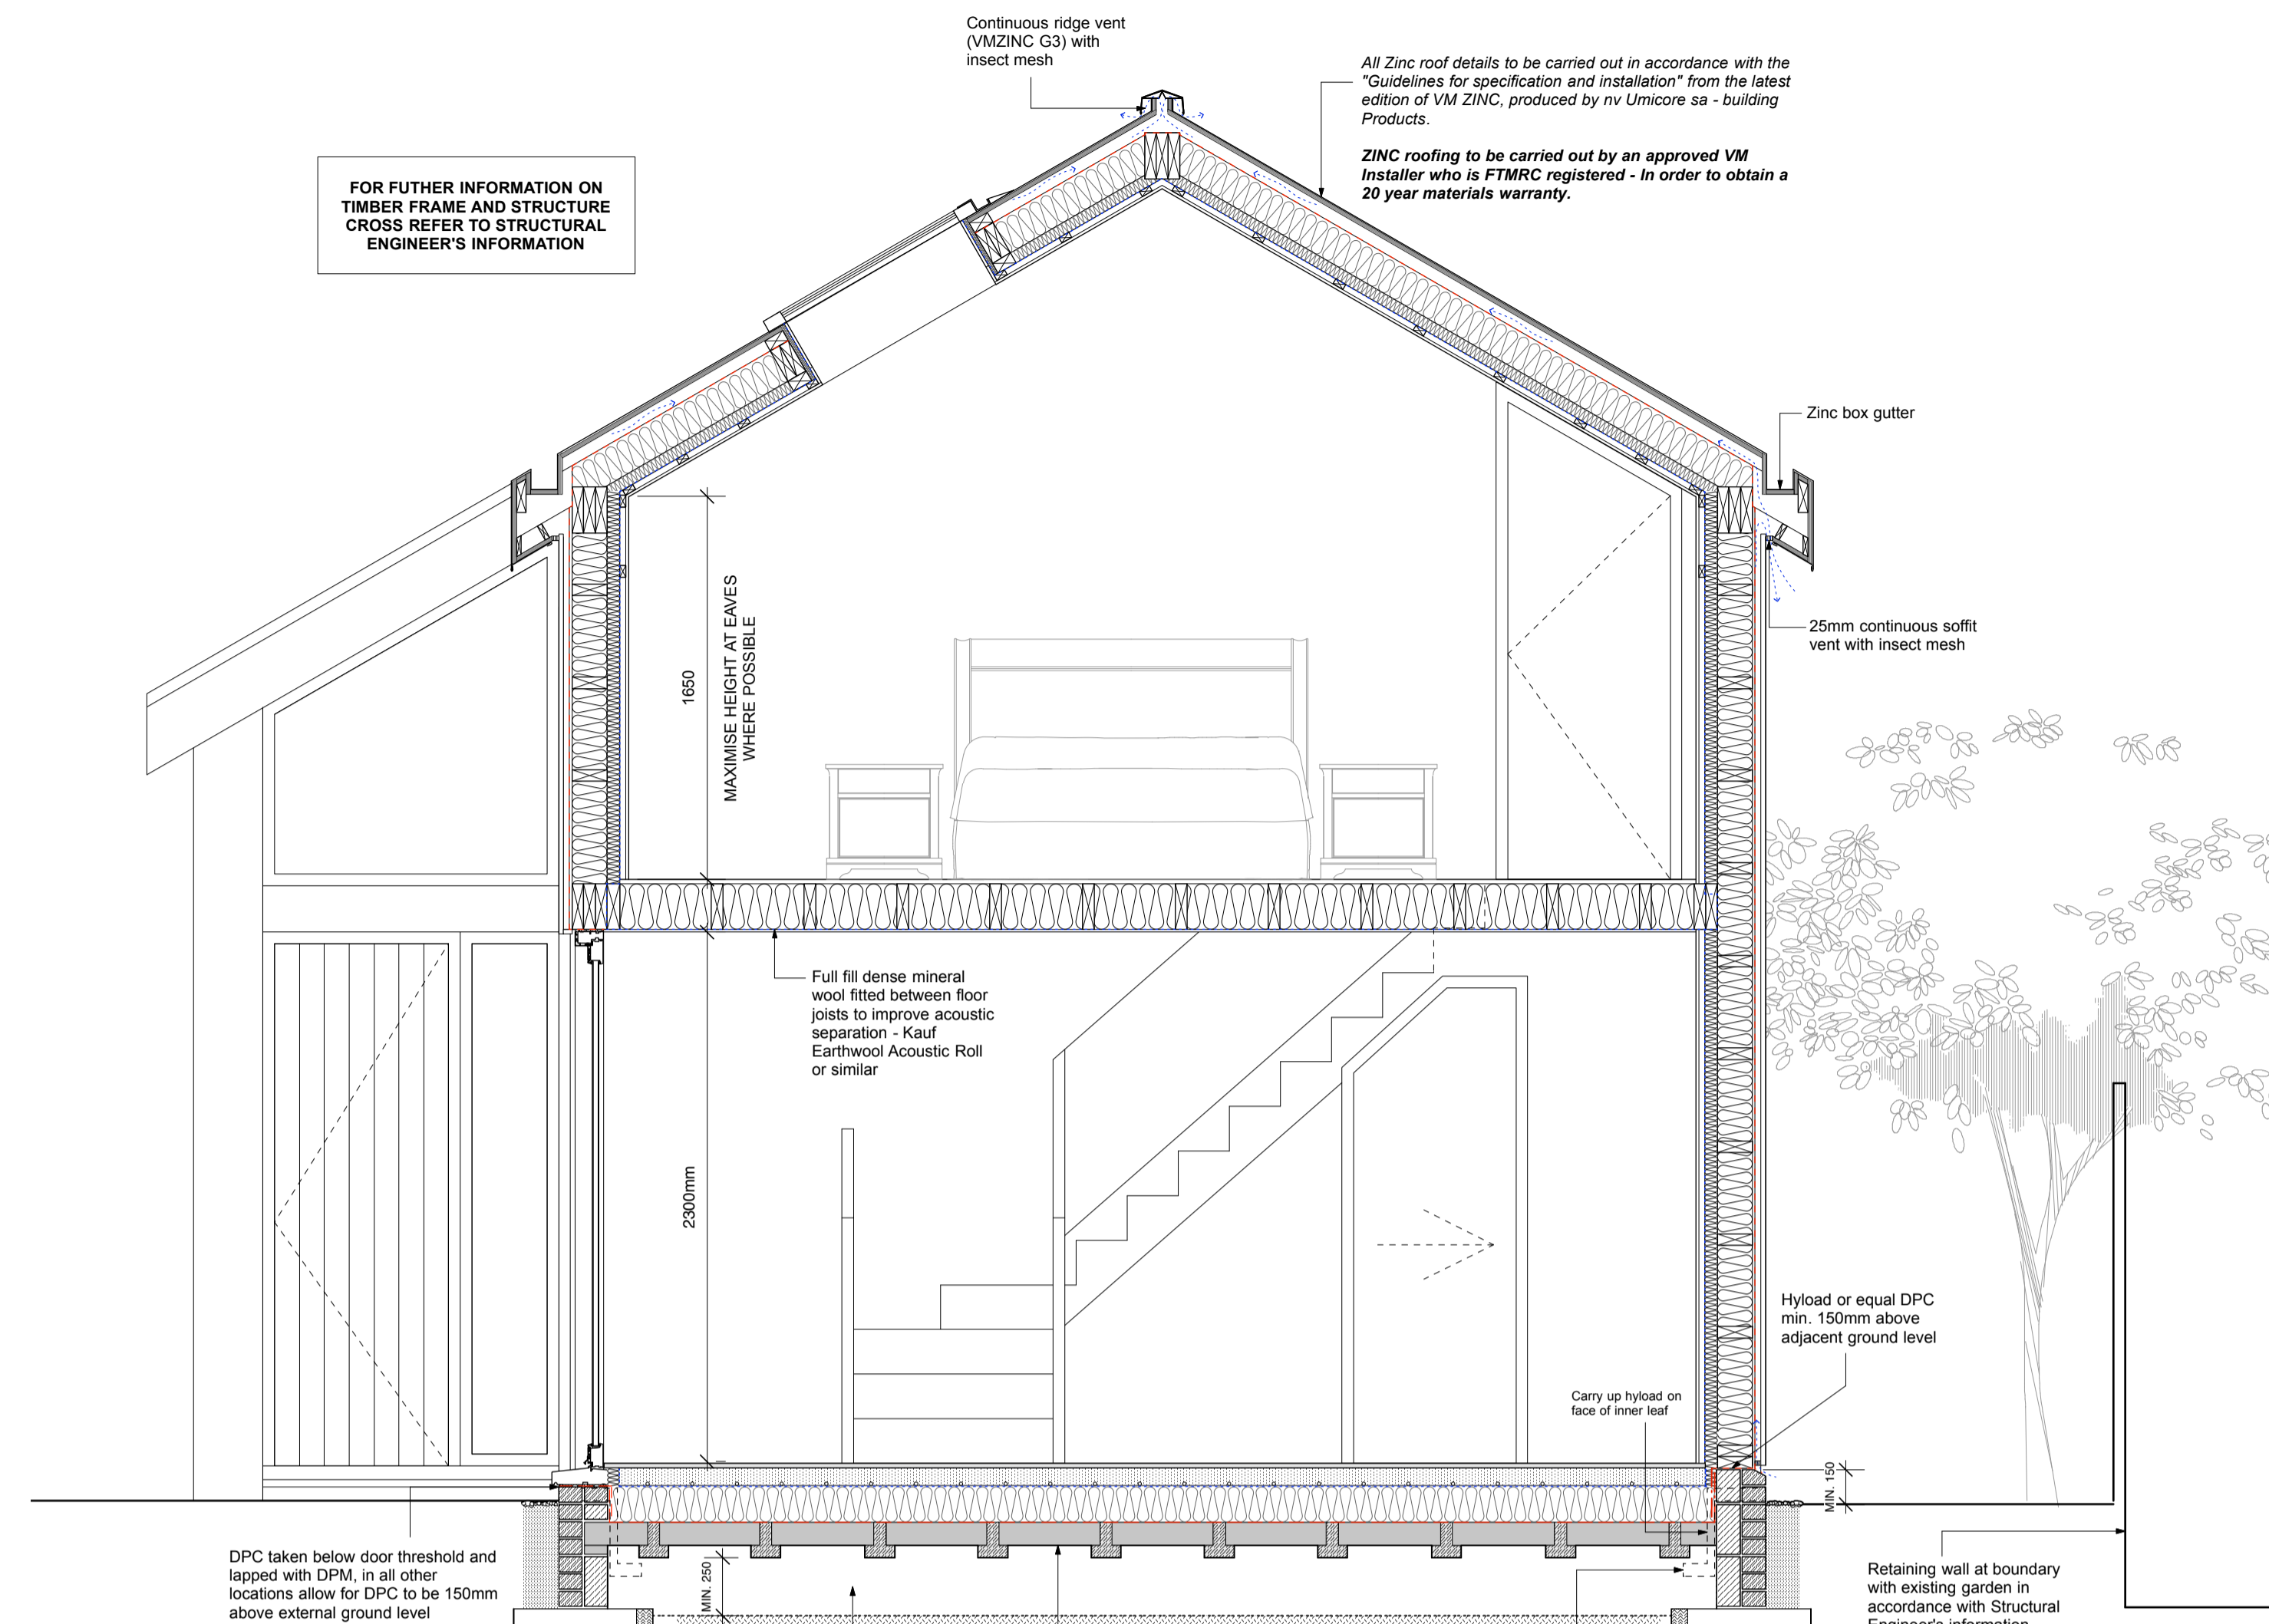 Continuous ridge vent
(VMZINC G3) with
insect mesh
All Zinc roof details to be carried out in accordance with the
"Guidelines for specification and installation" from the latest
edition of VM ZINC, produced by nv Umicore sa - building
Products.
ZINC roofing to be carried out by an approved VM
Installer who is FTMRC registered - In order to obtain a
20 year materials warranty.
FOR FUTHER INFORMATION ON
TIMBER FRAME AND STRUCTURE
CROSS REFER TO STRUCTURAL
ENGINEER'S INFORMATION
Zinc box gutter
25mm continuous soffit
vent with insect mesh
1650
MAXIMISE HEIGHT AT EAVES
WHERE POSSIBLE
Full fill dense mineral
wool fitted between floor
joists to improve acoustic
separation - Kauf
Earthwool Acoustic Roll
or similar
2300mm
Hyload or equal DPC
min. 150mm above
adjacent ground level
Carry up hyload on
face of inner leaf
MIN. 150
DPC taken below door threshold and
lapped with DPM, in all other
locations allow for DPC to be 150mm
above external ground level
MIN. 250
Retaining wall at boundary
with existing garden in
accordance with Structural
Engineer's information